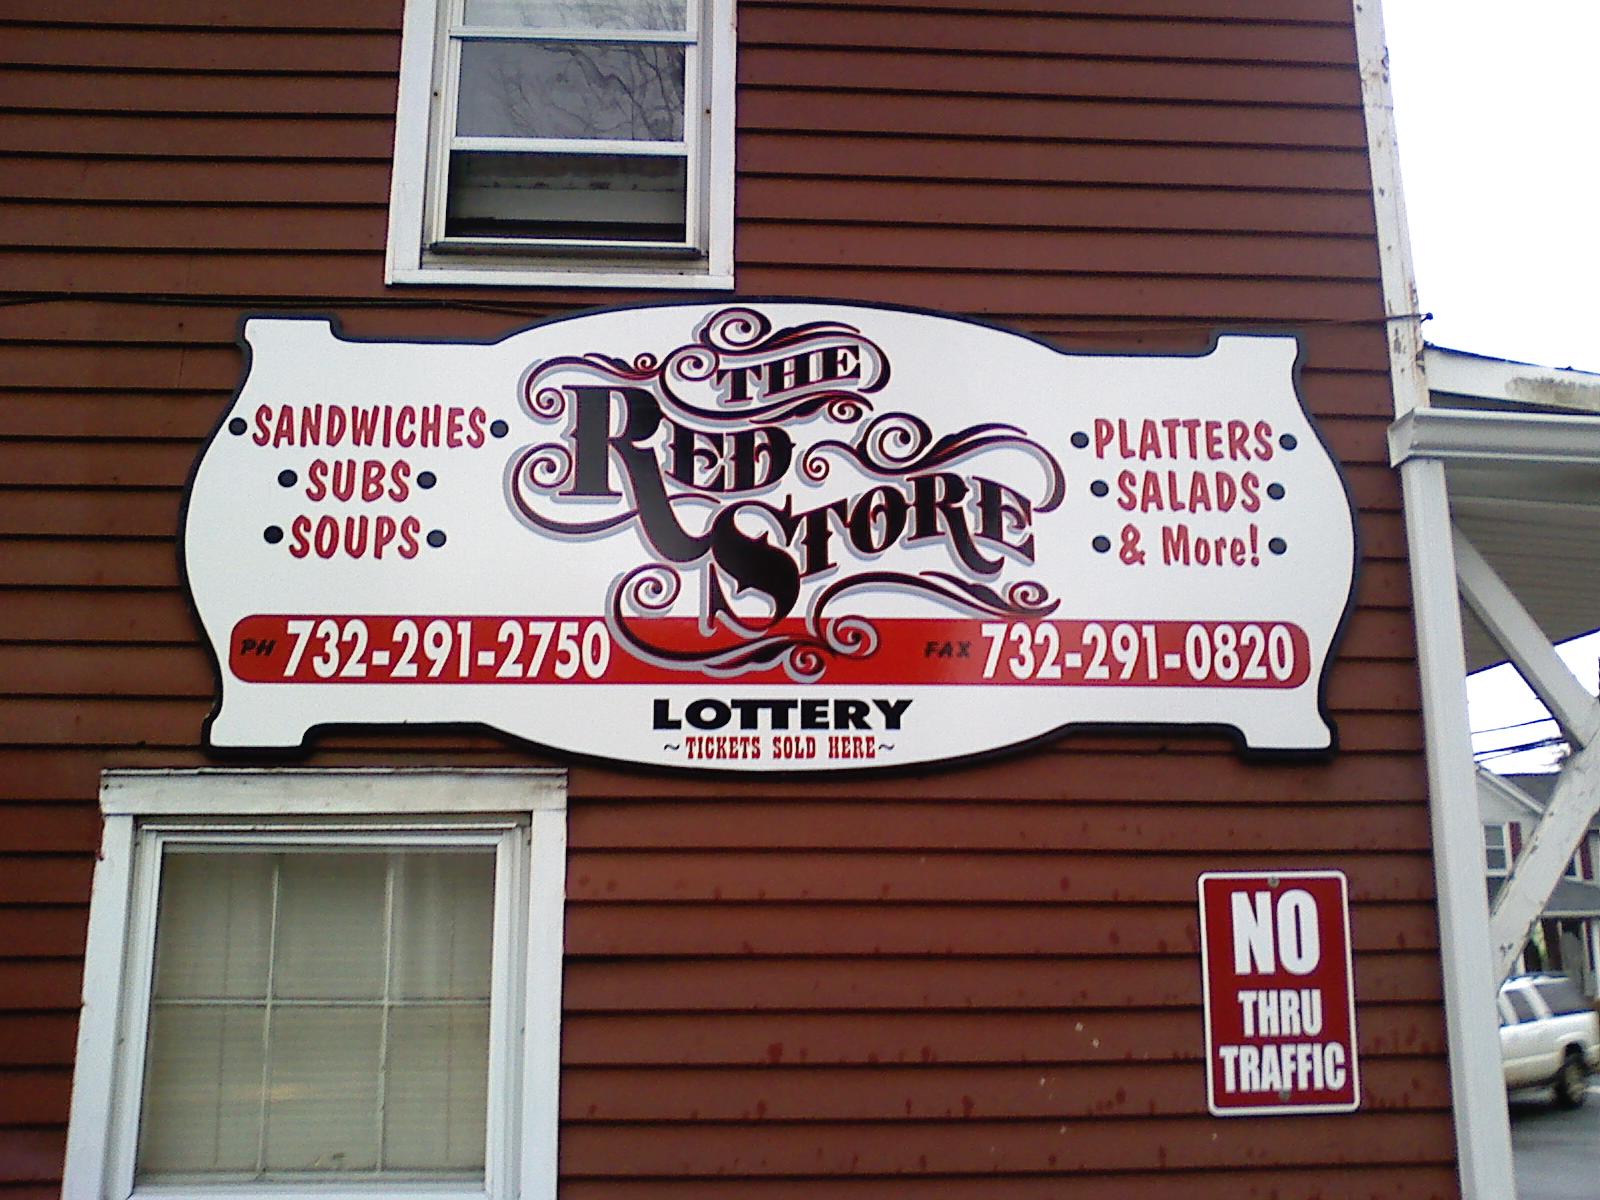 THE
RED
STORE
•SANDWICHES•
•SUBS•
•SOUPS•
•PLATTERS•
•SALADS•
•& More!•
PH 732-291-2750
FAX 732-291-0820
LOTTERY
~TICKETS SOLD HERE~
NO
THRU
TRAFFIC